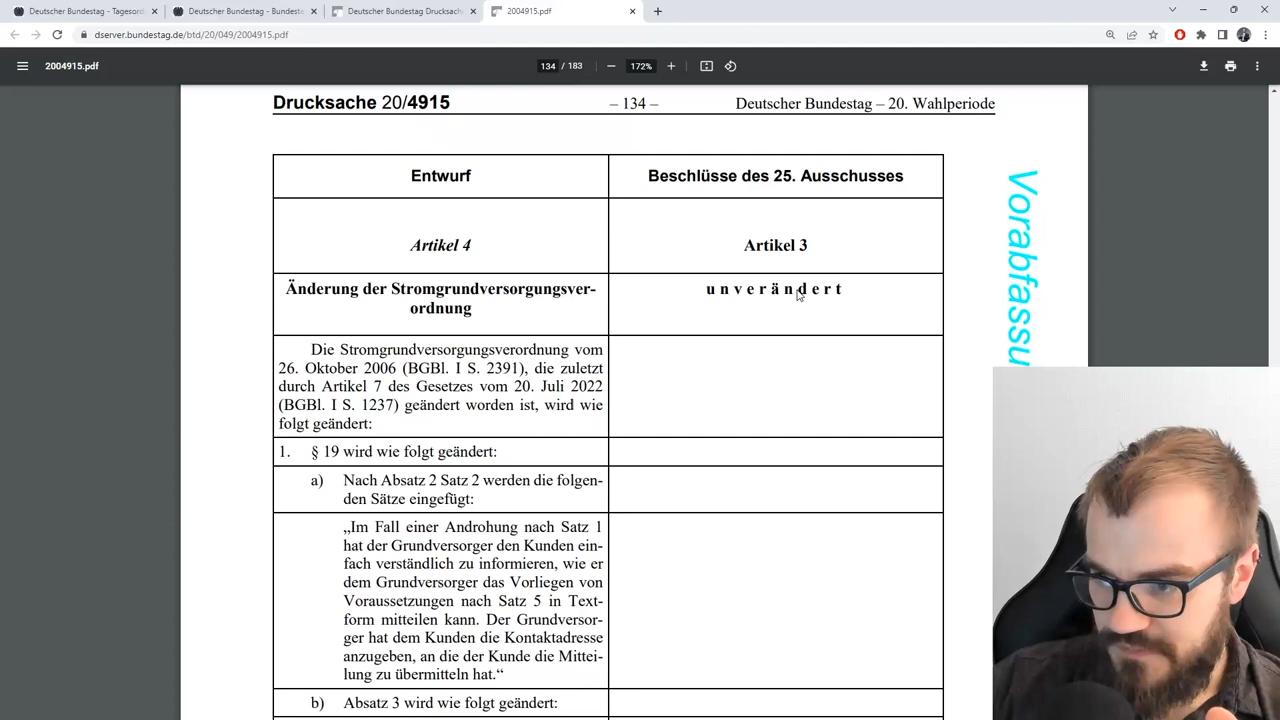 Deutscher Bundestag - Tagesord
Deutscher Bundestag - Bundeste
Deutscher Bundestag Drucksache
2004915.pdf
dserver.bundestag.de/btd/20/049/2004915.pdf
2004915.pdf
134 / 183
172%
Drucksache 20/4915
– 134 –
Deutscher Bundestag – 20. Wahlperiode
Entwurf
Beschlüsse des 25. Ausschusses
Artikel 4
Artikel 3
Änderung der Stromgrundversorgungsver-
ordnung
u n v e r ä n d e r t
Die Stromgrundversorgungsverordnung vom
26. Oktober 2006 (BGBl. I S. 2391), die zuletzt
durch Artikel 7 des Gesetzes vom 20. Juli 2022
(BGBl. I S. 1237) geändert worden ist, wird wie
folgt geändert:
1. § 19 wird wie folgt geändert:
a) Nach Absatz 2 Satz 2 werden die folgen-
den Sätze eingefügt:
„Im Fall einer Androhung nach Satz 1
hat der Grundversorger den Kunden ein-
fach verständlich zu informieren, wie er
dem Grundversorger das Vorliegen von
Voraussetzungen nach Satz 5 in Text-
form mitteilen kann. Der Grundversor-
ger hat dem Kunden die Kontaktadresse
anzugeben, an die der Kunde die Mittei-
lung zu übermitteln hat.“
b) Absatz 3 wird wie folgt geändert:
Vorabfassu